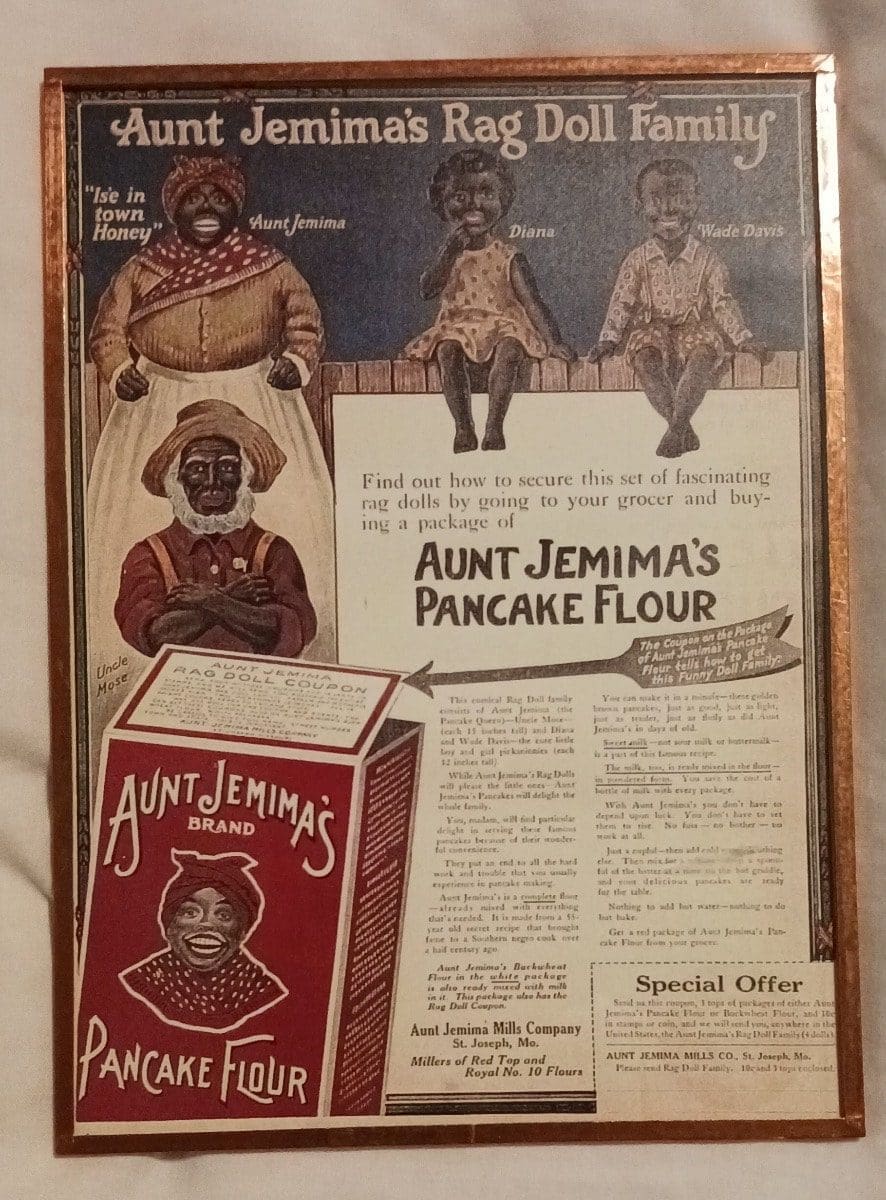 Aunt Jemima's Rag Doll Family
"Ise in
town
Honey"
Aunt Jemima
Diana
Wade Davis
Uncle
Mose
Find out how to secure this set of fascinating
rag dolls by going to your grocer and buy-
ing a package of
AUNT JEMIMA'S
PANCAKE FLOUR
The Coupon on the Package
of Aunt Jemima's Pancake
Flour tells how to get
this Funny Doll Family.
AUNT JEMIMA
RAG DOLL COUPON
AUNT JEMIMA MILLS COMPANY
AUNT JEMIMA'S
BRAND
PANCAKE FLOUR
This comical Rag Doll family
consists of Aunt Jemima (the
Pancake Queen)—Uncle Mose—
(each 15 inches tall) and Diana
and Wade Davis—the cute little
boy and girl pickaninnies (each
12 inches tall)
While Aunt Jemima's Rag Dolls
will please the little ones—Aunt
Jemima's Pancakes will delight the
whole family.
You, madam, will find particular
delight in serving these famous
pancakes because of their wonder-
ful convenience.
They put an end to all the hard
work and trouble that you usually
experience in pancake making.
Aunt Jemima's is a complete flour
—already mixed with everything
that's needed. It is made from a 55-
year old secret recipe that brought
fame to a Southern negro cook over
a half century ago.
Aunt Jemima's Buckwheat
Flour in the white package
is also ready mixed with milk
in it. This package also has the
Rag Doll Coupon.
Aunt Jemima Mills Company
St. Joseph, Mo.
Millers of Red Top and
Royal No. 10 Flours
You can make it in a minute—these golden
brown pancakes, just as good, just as light,
just as tender, just as fluffy as did Aunt
Jemima's in days of old.
Sweet milk—not sour milk or buttermilk—
is a part of this famous recipe.
The milk, too, is ready mixed in the flour—
in powdered form. You save the cost of a
bottle of milk with every package.
With Aunt Jemima's you don't have to
depend upon luck. You don't have to set
them to rise. No fuss — no bother — no
work at all.
Just a cupful—then add cold nothing
else. Then mix for a a spoon-
ful of the batter at a time on the hot griddle,
and your delicious pancakes are ready
for the table.
Nothing to add but water—nothing to do
but bake.
Get a red package of Aunt Jemima's Pan-
cake Flour from your grocer.
Special Offer
Send us this coupon, 3 tops of packages of either Aunt
Jemima's Pancake Flour or Buckwheat Flour, and 10c
in stamps or coin, and we will send you, anywhere in the
United States, the Aunt Jemima's Rag Doll Family (4 dolls).
AUNT JEMIMA MILLS CO., St. Joseph, Mo.
Please send Rag Doll Family. 10c and 3 tops enclosed.